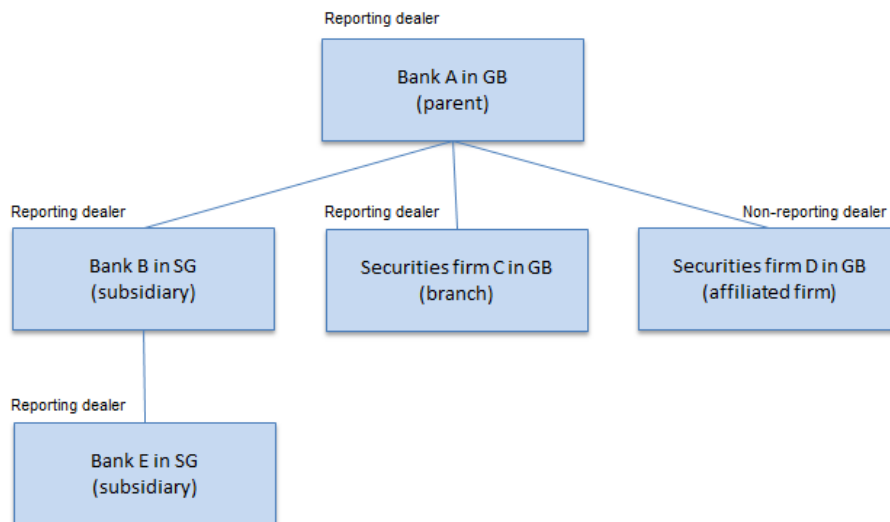 Reporting dealer
Bank A in GB
(parent)
Reporting dealer
Reporting dealer
Non-reporting dealer
Bank B in SG
(subsidiary)
Securities firm C in GB
(branch)
Securities firm D in GB
(affiliated firm)
Reporting dealer
Bank E in SG
(subsidiary)